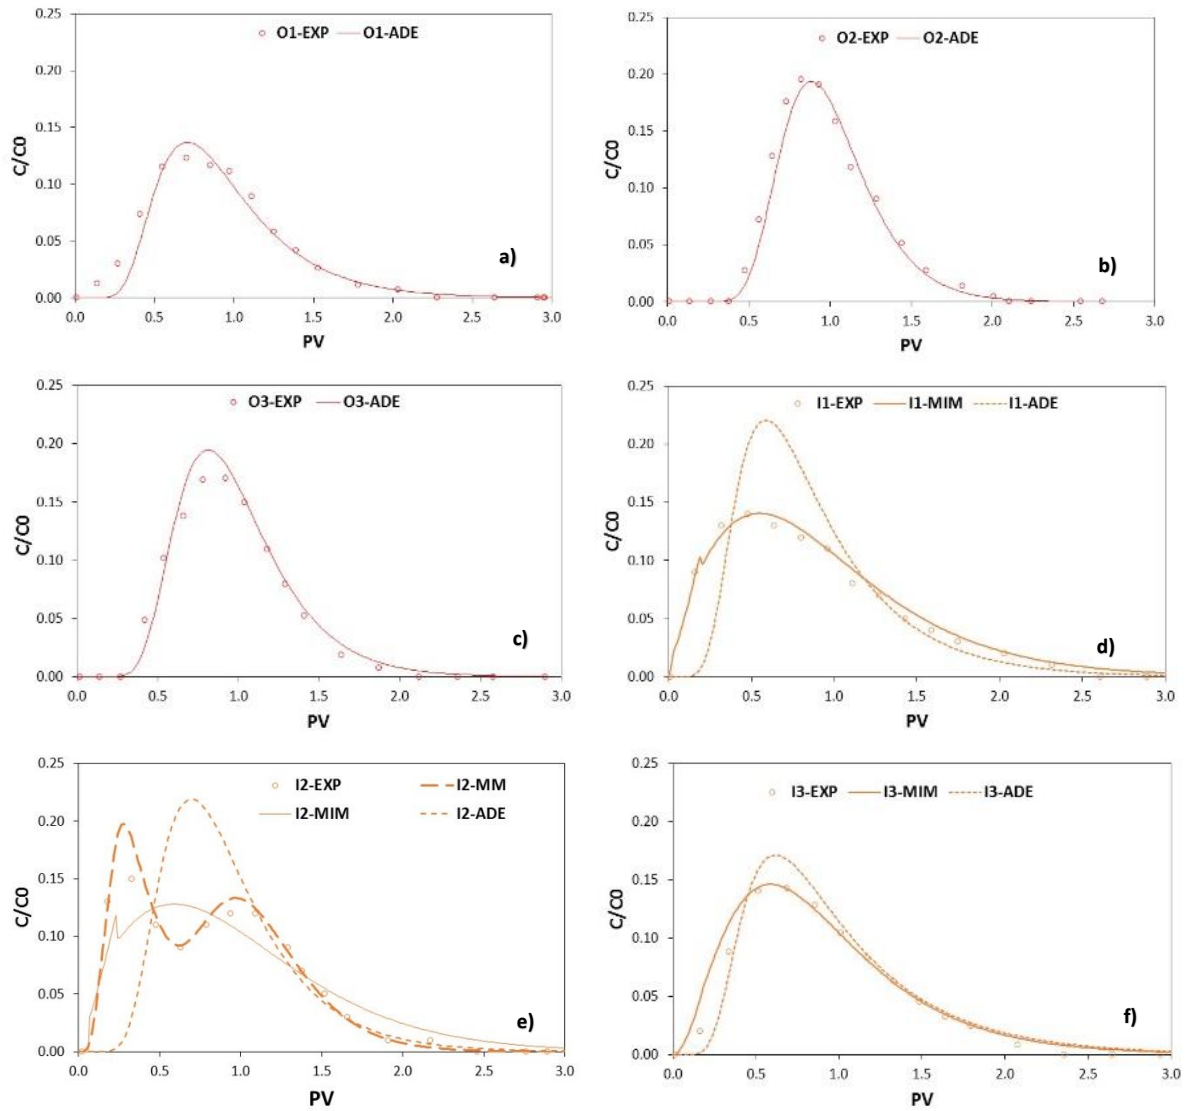 O1-EXP O1-ADE
0.25
0.20
0.15
0.10
0.05
0.00
C/C0
a)
0.0 0.5 1.0 1.5 2.0 2.5 3.0
PV
O2-EXP O2-ADE
0.25
0.20
0.15
0.10
0.05
0.00
C/C0
b)
0.0 0.5 1.0 1.5 2.0 2.5 3.0
PV
O3-EXP O3-ADE
0.25
0.20
0.15
0.10
0.05
0.00
C/C0
c)
0.0 0.5 1.0 1.5 2.0 2.5 3.0
PV
I1-EXP I1-MIM I1-ADE
0.25
0.20
0.15
0.10
0.05
0.00
C/C0
d)
0.0 0.5 1.0 1.5 2.0 2.5 3.0
PV
I2-EXP I2-MM
I2-MIM I2-ADE
0.25
0.20
0.15
0.10
0.05
0.00
C/C0
e)
0.0 0.5 1.0 1.5 2.0 2.5 3.0
PV
I3-EXP I3-MIM I3-ADE
0.25
0.20
0.15
0.10
0.05
0.00
C/C0
f)
0.0 0.5 1.0 1.5 2.0 2.5 3.0
PV